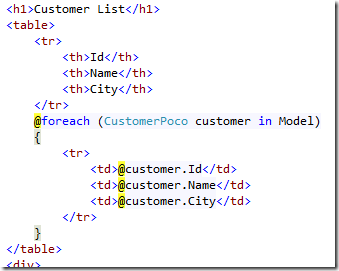 <h1>Customer List</h1>
<table>
    <tr>
        <th>Id</th>
        <th>Name</th>
        <th>City</th>
    </tr>
    @foreach (CustomerPoco customer in Model)
    {
        <tr>
            <td>@customer.Id</td>
            <td>@customer.Name</td>
            <td>@customer.City</td>
        </tr>
    }
</table>
<div>